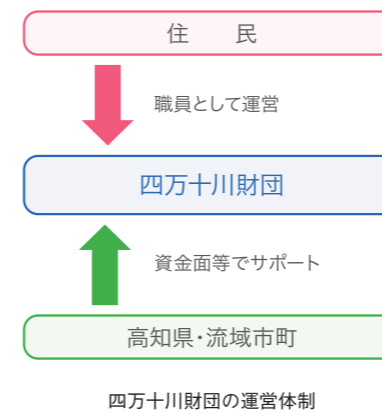 住　　民
職員として運営
四万十川財団
資金面等でサポート
高知県・流域市町
四万十川財団の運営体制